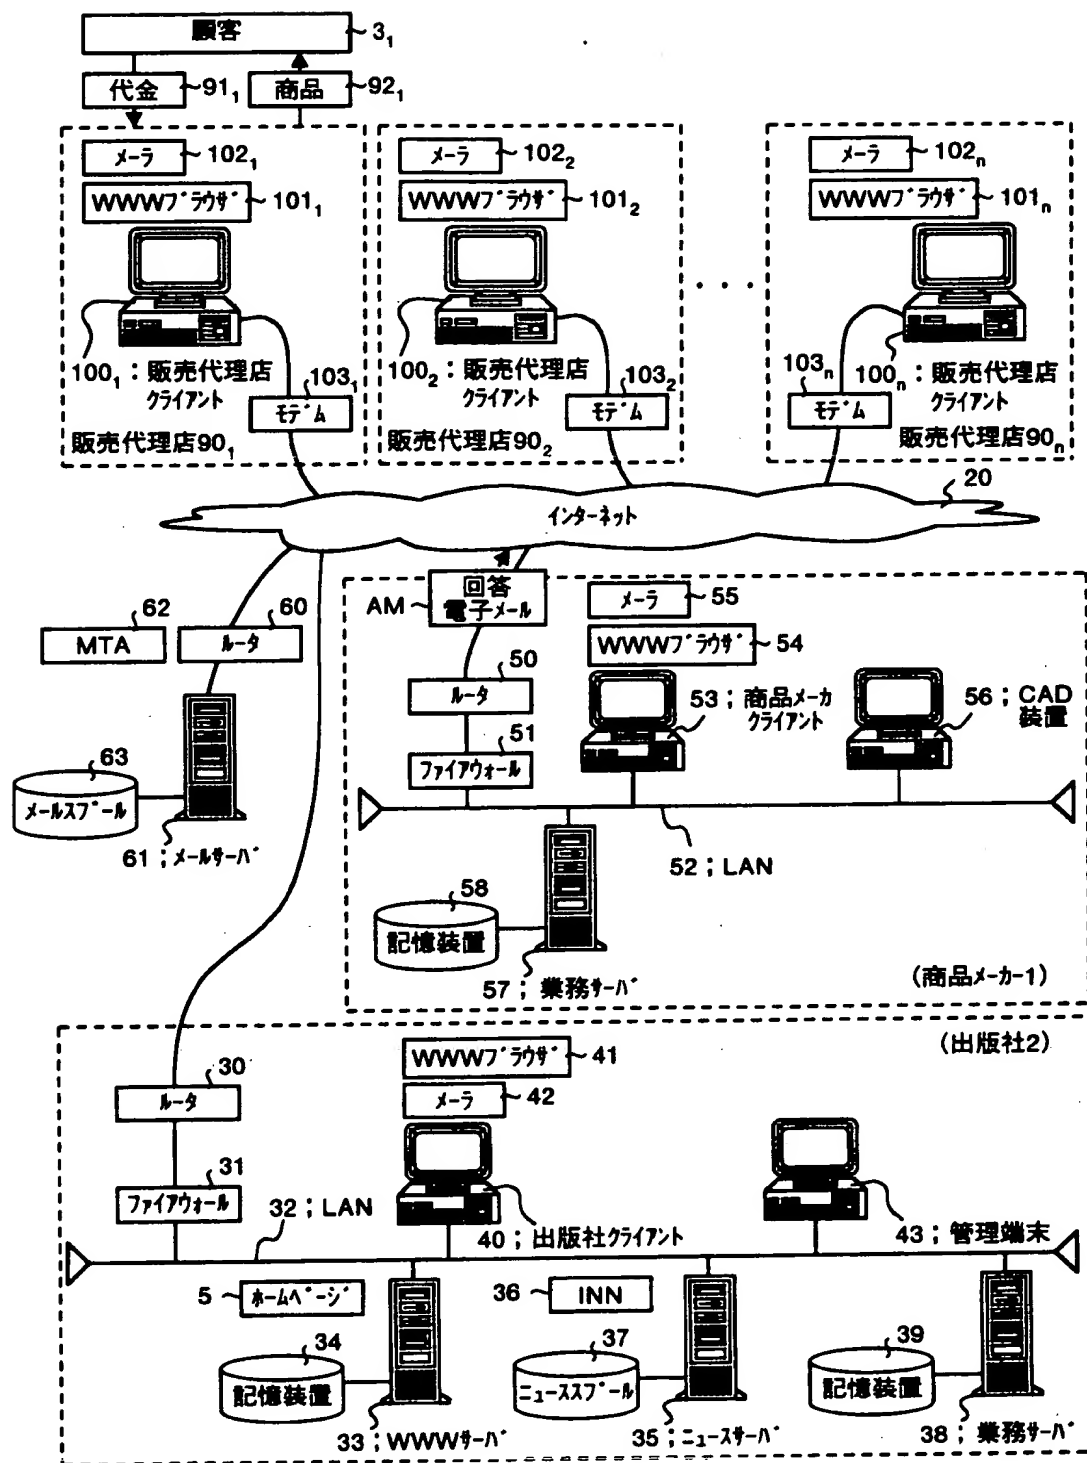 顧客 3₁
代金 91₁ 商品 92₁
メーラ 102₁
WWWブラウザ 101₁
100₁：販売代理店
クライアント
103₁
モデム
販売代理店90₁
メーラ 102₂
WWWブラウザ 101₂
100₂：販売代理店
クライアント
103₂
モデム
販売代理店90₂
・・・・
メーラ 102ₙ
WWWブラウザ 101ₙ
103ₙ
100ₙ：販売代理店
クライアント
モデム
販売代理店90ₙ
20
インターネット
62 60
MTA ルータ
63
メールスプール
61；メールサーバ
AM 回答
電子メール
メーラ 55
WWWブラウザ 54
50
ルータ
51
ファイアウォール
53；商品メーカ
クライアント
56；CAD
装置
52；LAN
58
記憶装置
57；業務サーバ
(商品メーカー1)
(出版社2)
WWWブラウザ 41
メーラ 42
30
ルータ
31
ファイアウォール
32；LAN
40；出版社クライアント
43；管理端末
5 ホームページ
36 INN
34
記憶装置
37
ニューススプール
39
記憶装置
33；WWWサーバ
35；ニュースサーバ
38；業務サーバ